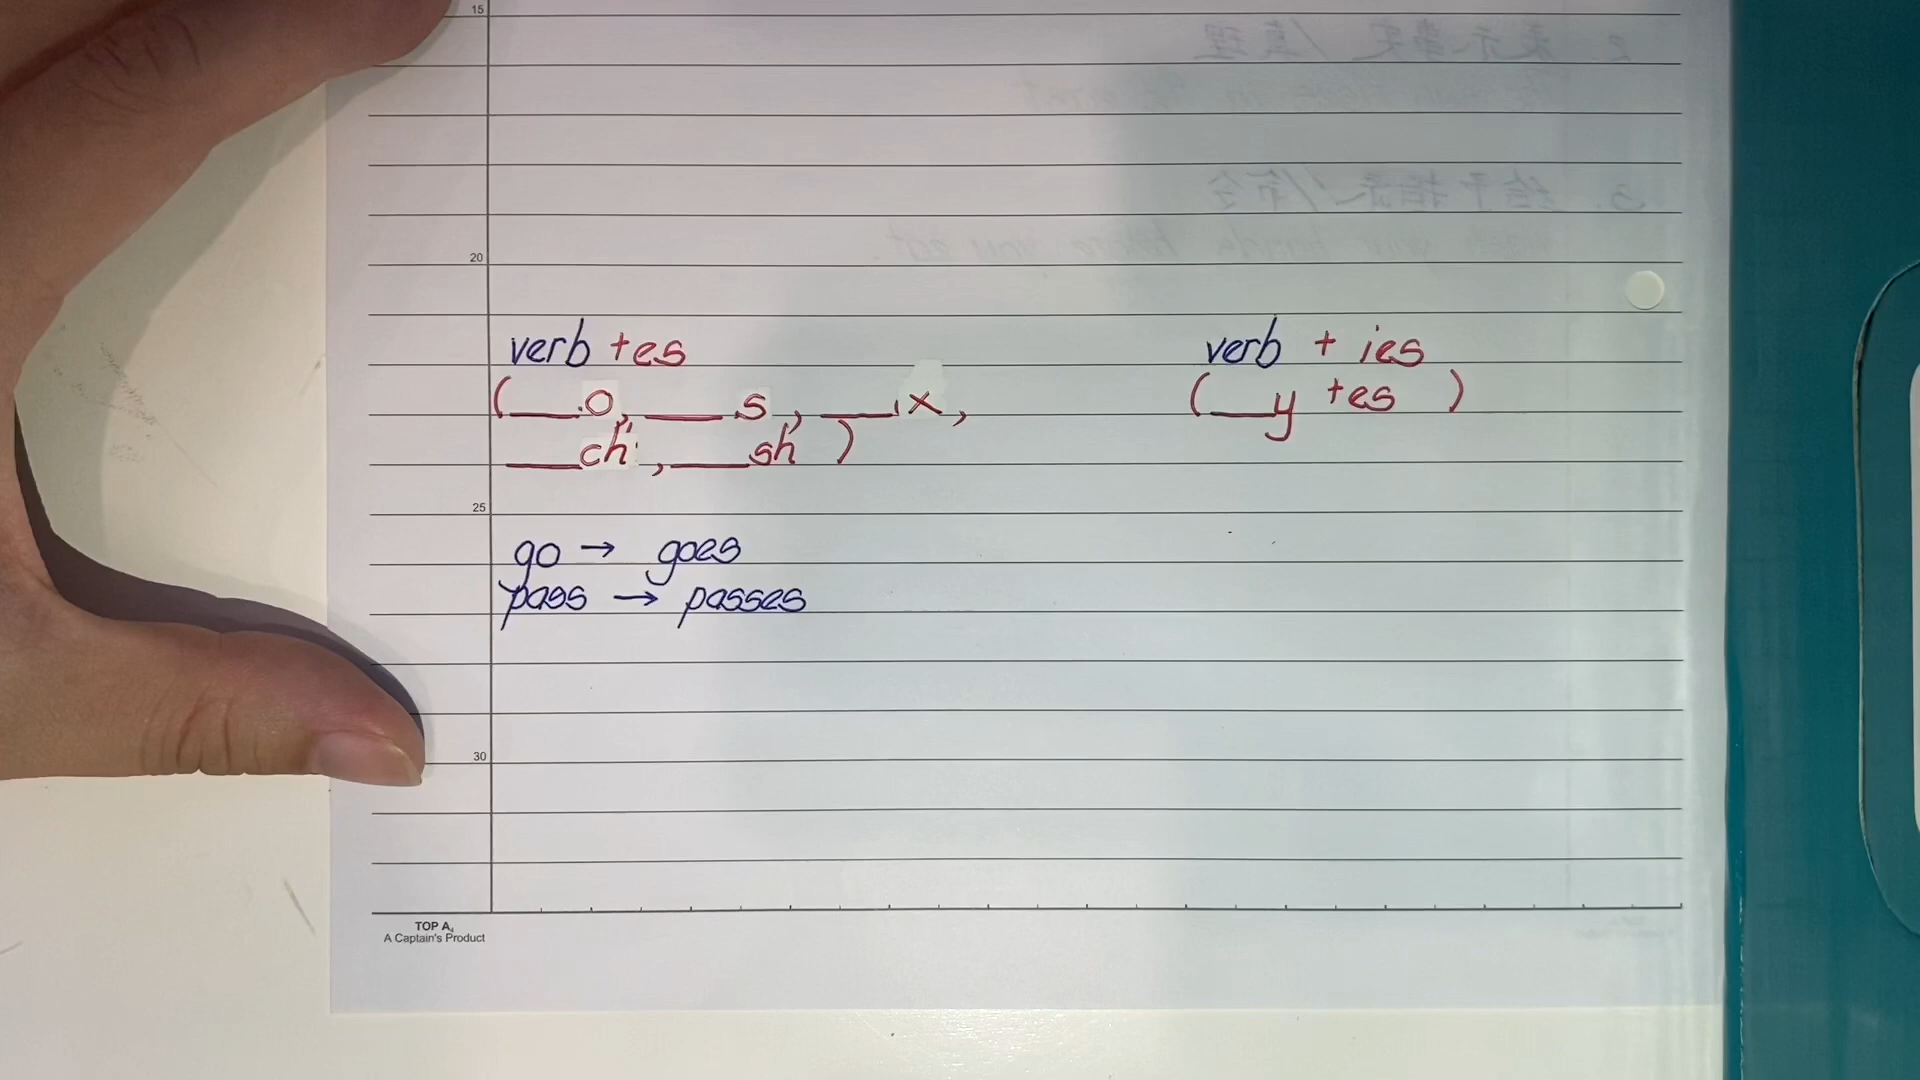 15
20
verb +es
(___o, ___s, ___x,
___ch, ___sh )
verb + ies
(___y +es )
25
go → goes
pass → passes
30
TOP A4
A Captain's Product